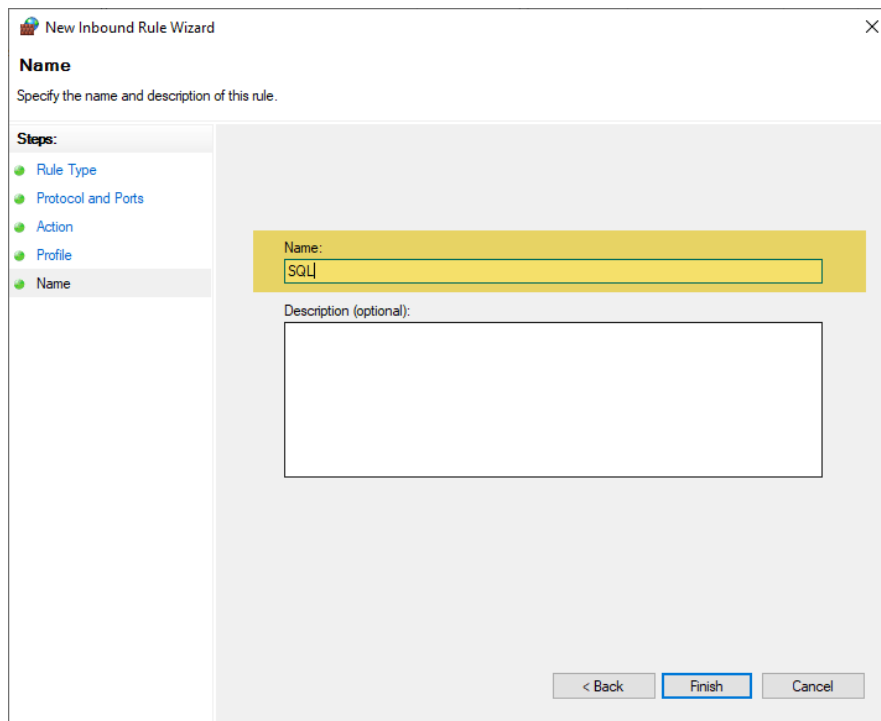 New Inbound Rule Wizard
Name
Specify the name and description of this rule.
Steps:
Rule Type
Protocol and Ports
Action
Profile
Name
Name:
SQL
Description (optional):
< Back
Finish
Cancel